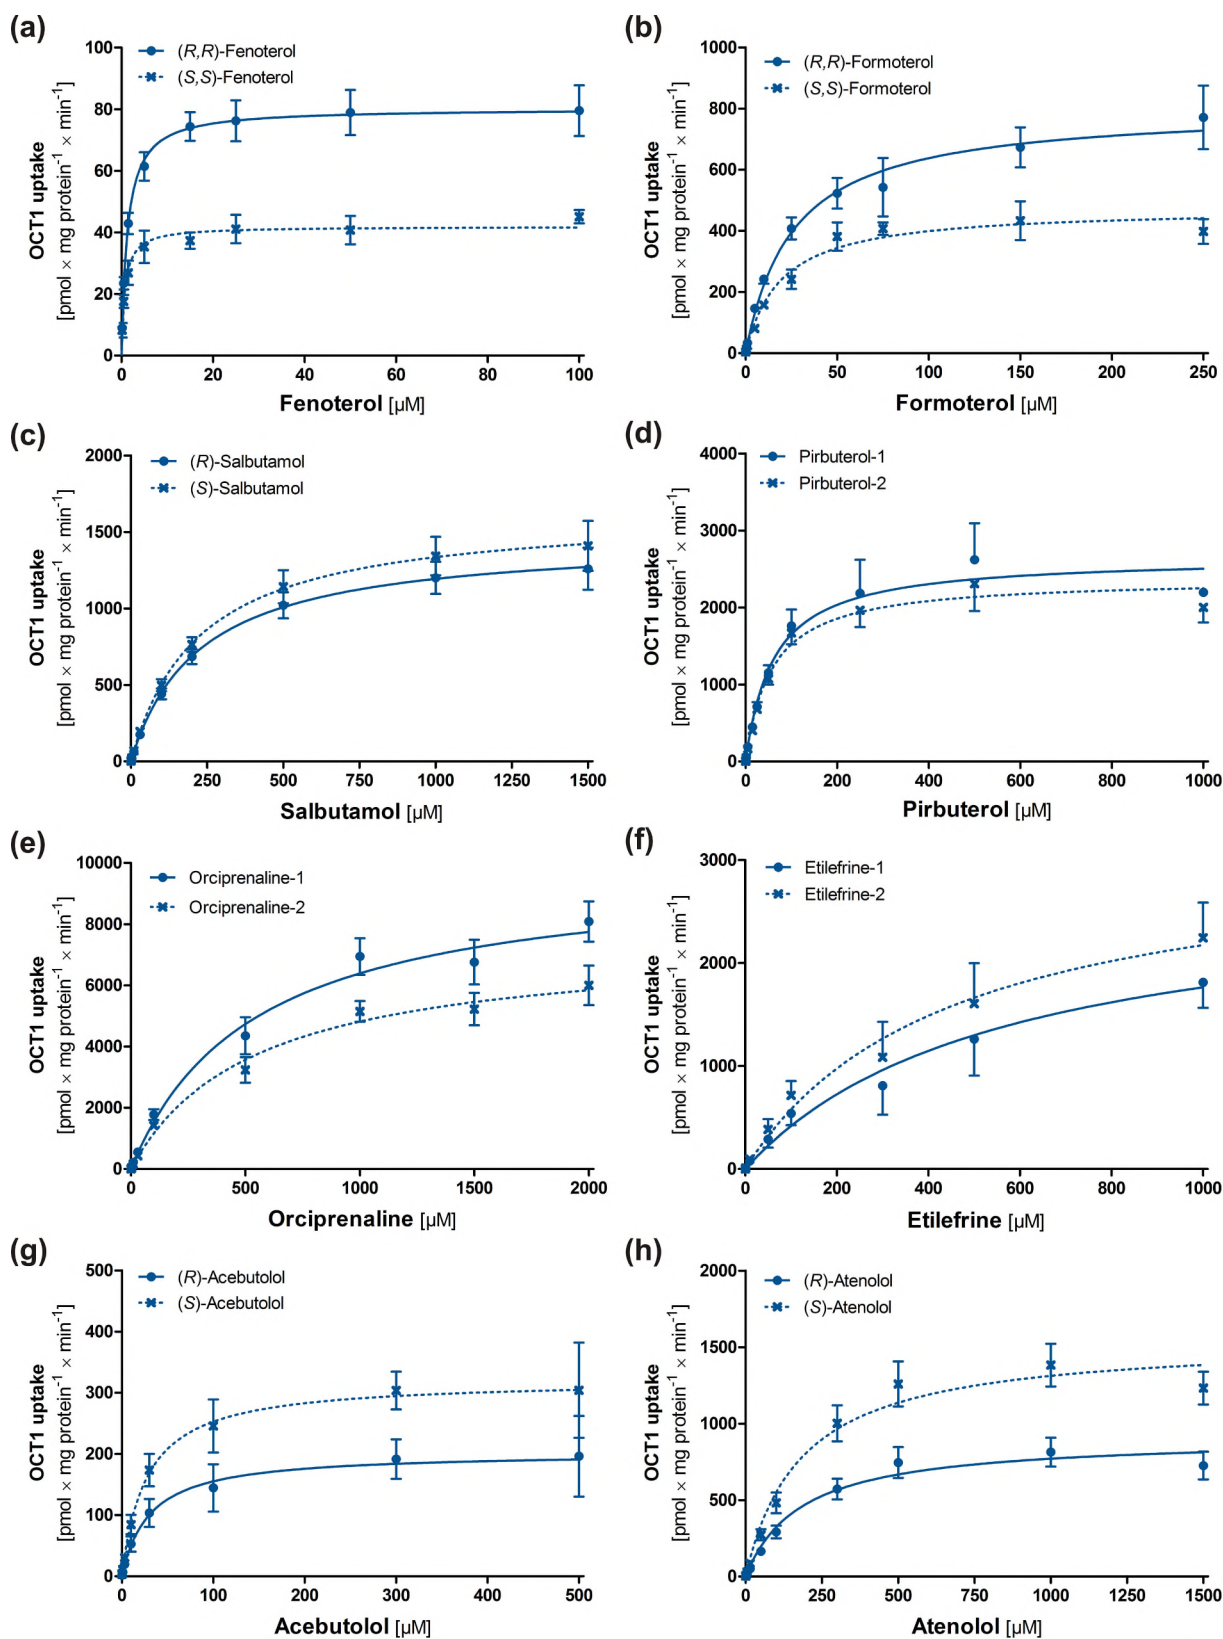 (a)
(R,R)-Fenoterol
(S,S)-Fenoterol
OCT1 uptake
[pmol × mg protein⁻¹ × min⁻¹]
100
80
60
40
20
0
0 20 40 60 80 100
Fenoterol [µM]
(b)
(R,R)-Formoterol
(S,S)-Formoterol
OCT1 uptake
[pmol × mg protein⁻¹ × min⁻¹]
1000
800
600
400
200
0
0 50 100 150 200 250
Formoterol [µM]
(c)
(R)-Salbutamol
(S)-Salbutamol
OCT1 uptake
[pmol × mg protein⁻¹ × min⁻¹]
2000
1500
1000
500
0
0 250 500 750 1000 1250 1500
Salbutamol [µM]
(d)
Pirbuterol-1
Pirbuterol-2
OCT1 uptake
[pmol × mg protein⁻¹ × min⁻¹]
4000
3000
2000
1000
0
0 200 400 600 800 1000
Pirbuterol [µM]
(e)
Orciprenaline-1
Orciprenaline-2
OCT1 uptake
[pmol × mg protein⁻¹ × min⁻¹]
10000
8000
6000
4000
2000
0
0 500 1000 1500 2000
Orciprenaline [µM]
(f)
Etilefrine-1
Etilefrine-2
OCT1 uptake
[pmol × mg protein⁻¹ × min⁻¹]
3000
2000
1000
0
0 200 400 600 800 1000
Etilefrine [µM]
(g)
(R)-Acebutolol
(S)-Acebutolol
OCT1 uptake
[pmol × mg protein⁻¹ × min⁻¹]
500
400
300
200
100
0
0 100 200 300 400 500
Acebutolol [µM]
(h)
(R)-Atenolol
(S)-Atenolol
OCT1 uptake
[pmol × mg protein⁻¹ × min⁻¹]
2000
1500
1000
500
0
0 250 500 750 1000 1250 1500
Atenolol [µM]